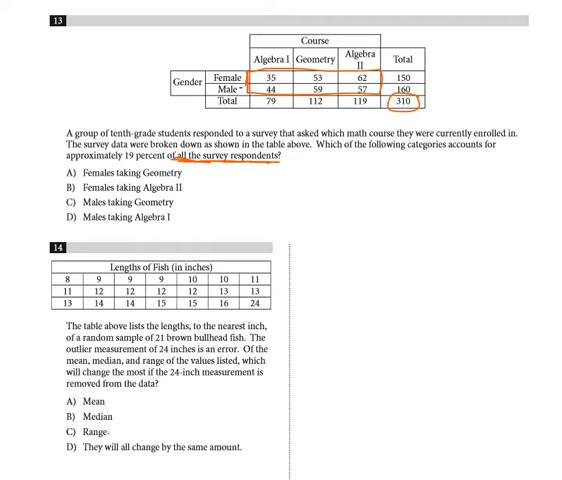 13
Course
Algebra I Geometry Algebra II Total
Gender Female 35 53 62 150
Male 44 59 57 160
Total 79 112 119 310
A group of tenth-grade students responded to a survey that asked which math course they were currently enrolled in.
The survey data were broken down as shown in the table above. Which of the following categories accounts for
approximately 19 percent of all the survey respondents?
A) Females taking Geometry
B) Females taking Algebra II
C) Males taking Geometry
D) Males taking Algebra I
14
Lengths of Fish (in inches)
8 9 9 9 10 10 11
11 12 12 12 12 13 13
13 14 14 15 15 16 24
The table above lists the lengths, to the nearest inch,
of a random sample of 21 brown bullhead fish. The
outlier measurement of 24 inches is an error. Of the
mean, median, and range of the values listed, which
will change the most if the 24-inch measurement is
removed from the data?
A) Mean
B) Median
C) Range
D) They will all change by the same amount.